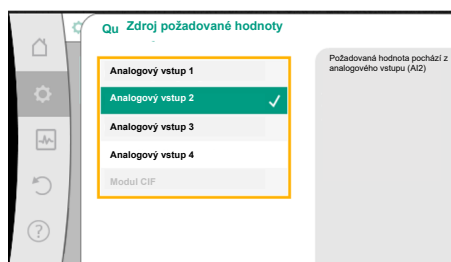 Qu Zdroj požadované hodnoty
Analogový vstup 1
Analogový vstup 2
Analogový vstup 3
Analogový vstup 4
Modul CIF
Požadovaná hodnota pochází z
analogového vstupu (AI2)
?